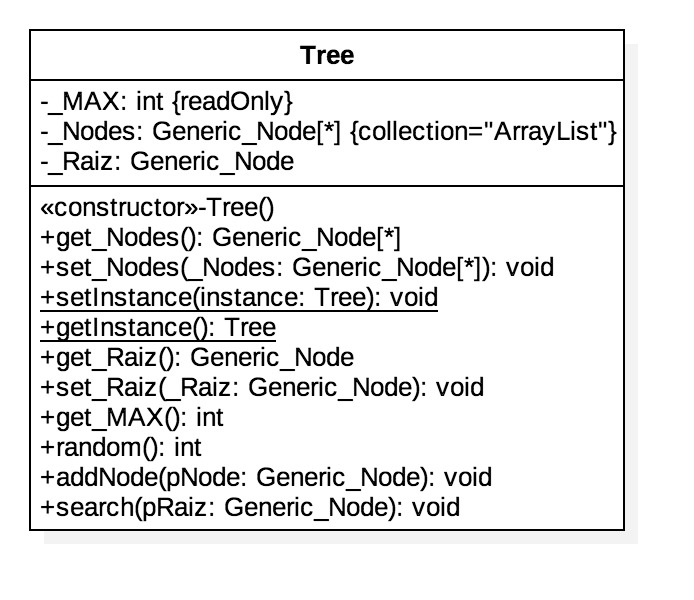 Tree
-_MAX: int {readOnly}
-_Nodes: Generic_Node[*] {collection="ArrayList"}
-_Raiz: Generic_Node
«constructor»-Tree()
+get_Nodes(): Generic_Node[*]
+set_Nodes(_Nodes: Generic_Node[*]): void
+setInstance(instance: Tree): void
+getInstance(): Tree
+get_Raiz(): Generic_Node
+set_Raiz(_Raiz: Generic_Node): void
+get_MAX(): int
+random(): int
+addNode(pNode: Generic_Node): void
+search(pRaiz: Generic_Node): void